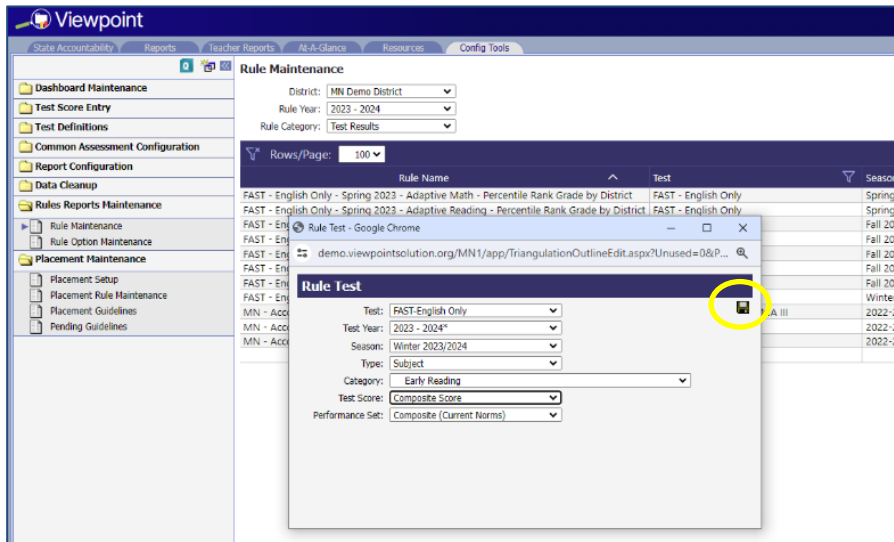 Viewpoint
State Accountability Reports Teacher Reports At-A-Glance Resources Config Tools
Dashboard Maintenance
Test Score Entry
Test Definitions
Common Assessment Configuration
Report Configuration
Data Cleanup
Rules Reports Maintenance
Rule Maintenance
Rule Option Maintenance
Placement Maintenance
Placement Setup
Placement Rule Maintenance
Placement Guidelines
Pending Guidelines
Rule Maintenance
District: MN Demo District
Rule Year: 2023 - 2024
Rule Category: Test Results
Rows/Page: 100
Rule Name Test Season
FAST - English Only - Spring 2023 - Adaptive Math - Percentile Rank Grade by District FAST - English Only Spring
FAST - English Only - Spring 2023 - Adaptive Reading - Percentile Rank Grade by District FAST - English Only Spring
FAST - Eng Fall 20
FAST - Eng Fall 20
FAST - Eng Fall 20
FAST - Eng Fall 20
FAST - Eng Fall 20
FAST - Eng Winter
MN - Acco A III 2022-2
MN - Acco 2022-2
MN - Acco 2022-2
Rule Test - Google Chrome
demo.viewpointsolution.org/MN1/app/TriangulationOutlineEdit.aspx?Unused=0&P...
Rule Test
Test: FAST-English Only
Test Year: 2023 - 2024*
Season: Winter 2023/2024
Type: Subject
Category: Early Reading
Test Score: Composite Score
Performance Set: Composite (Current Norms)